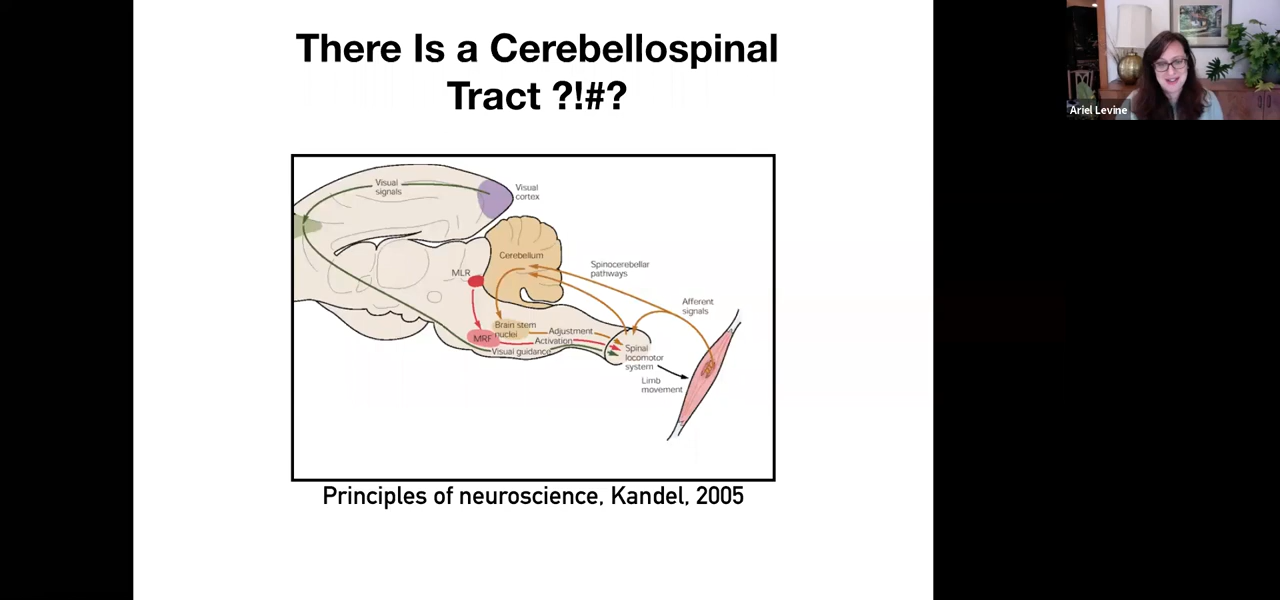 There Is a Cerebellospinal
Tract ?!#?
Ariel Levine
Visual
signals
Visual
cortex
Cerebellum
MLR
Spinocerebellar
pathways
Afferent
signals
Brain stem
nuclei
MRF
Adjustment
Activation
Visual guidance
Spinal
locomotor
system
Limb
movement
Principles of neuroscience, Kandel, 2005